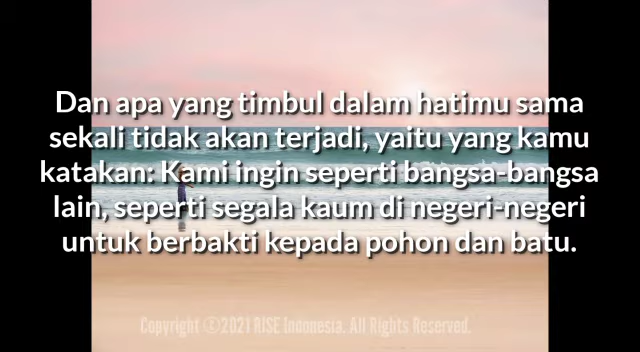 Dan apa yang timbul dalam hatimu sama
sekali tidak akan terjadi, yaitu yang kamu
katakan: Kami ingin seperti bangsa-bangsa
lain, seperti segala kaum di negeri-negeri
untuk berbakti kepada pohon dan batu.
Copyright ©2021 RISE Indonesia. All Rights Reserved.